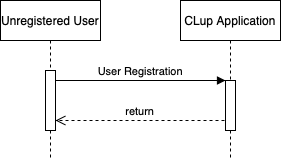 Unregistered User
CLup Application
User Registration
return